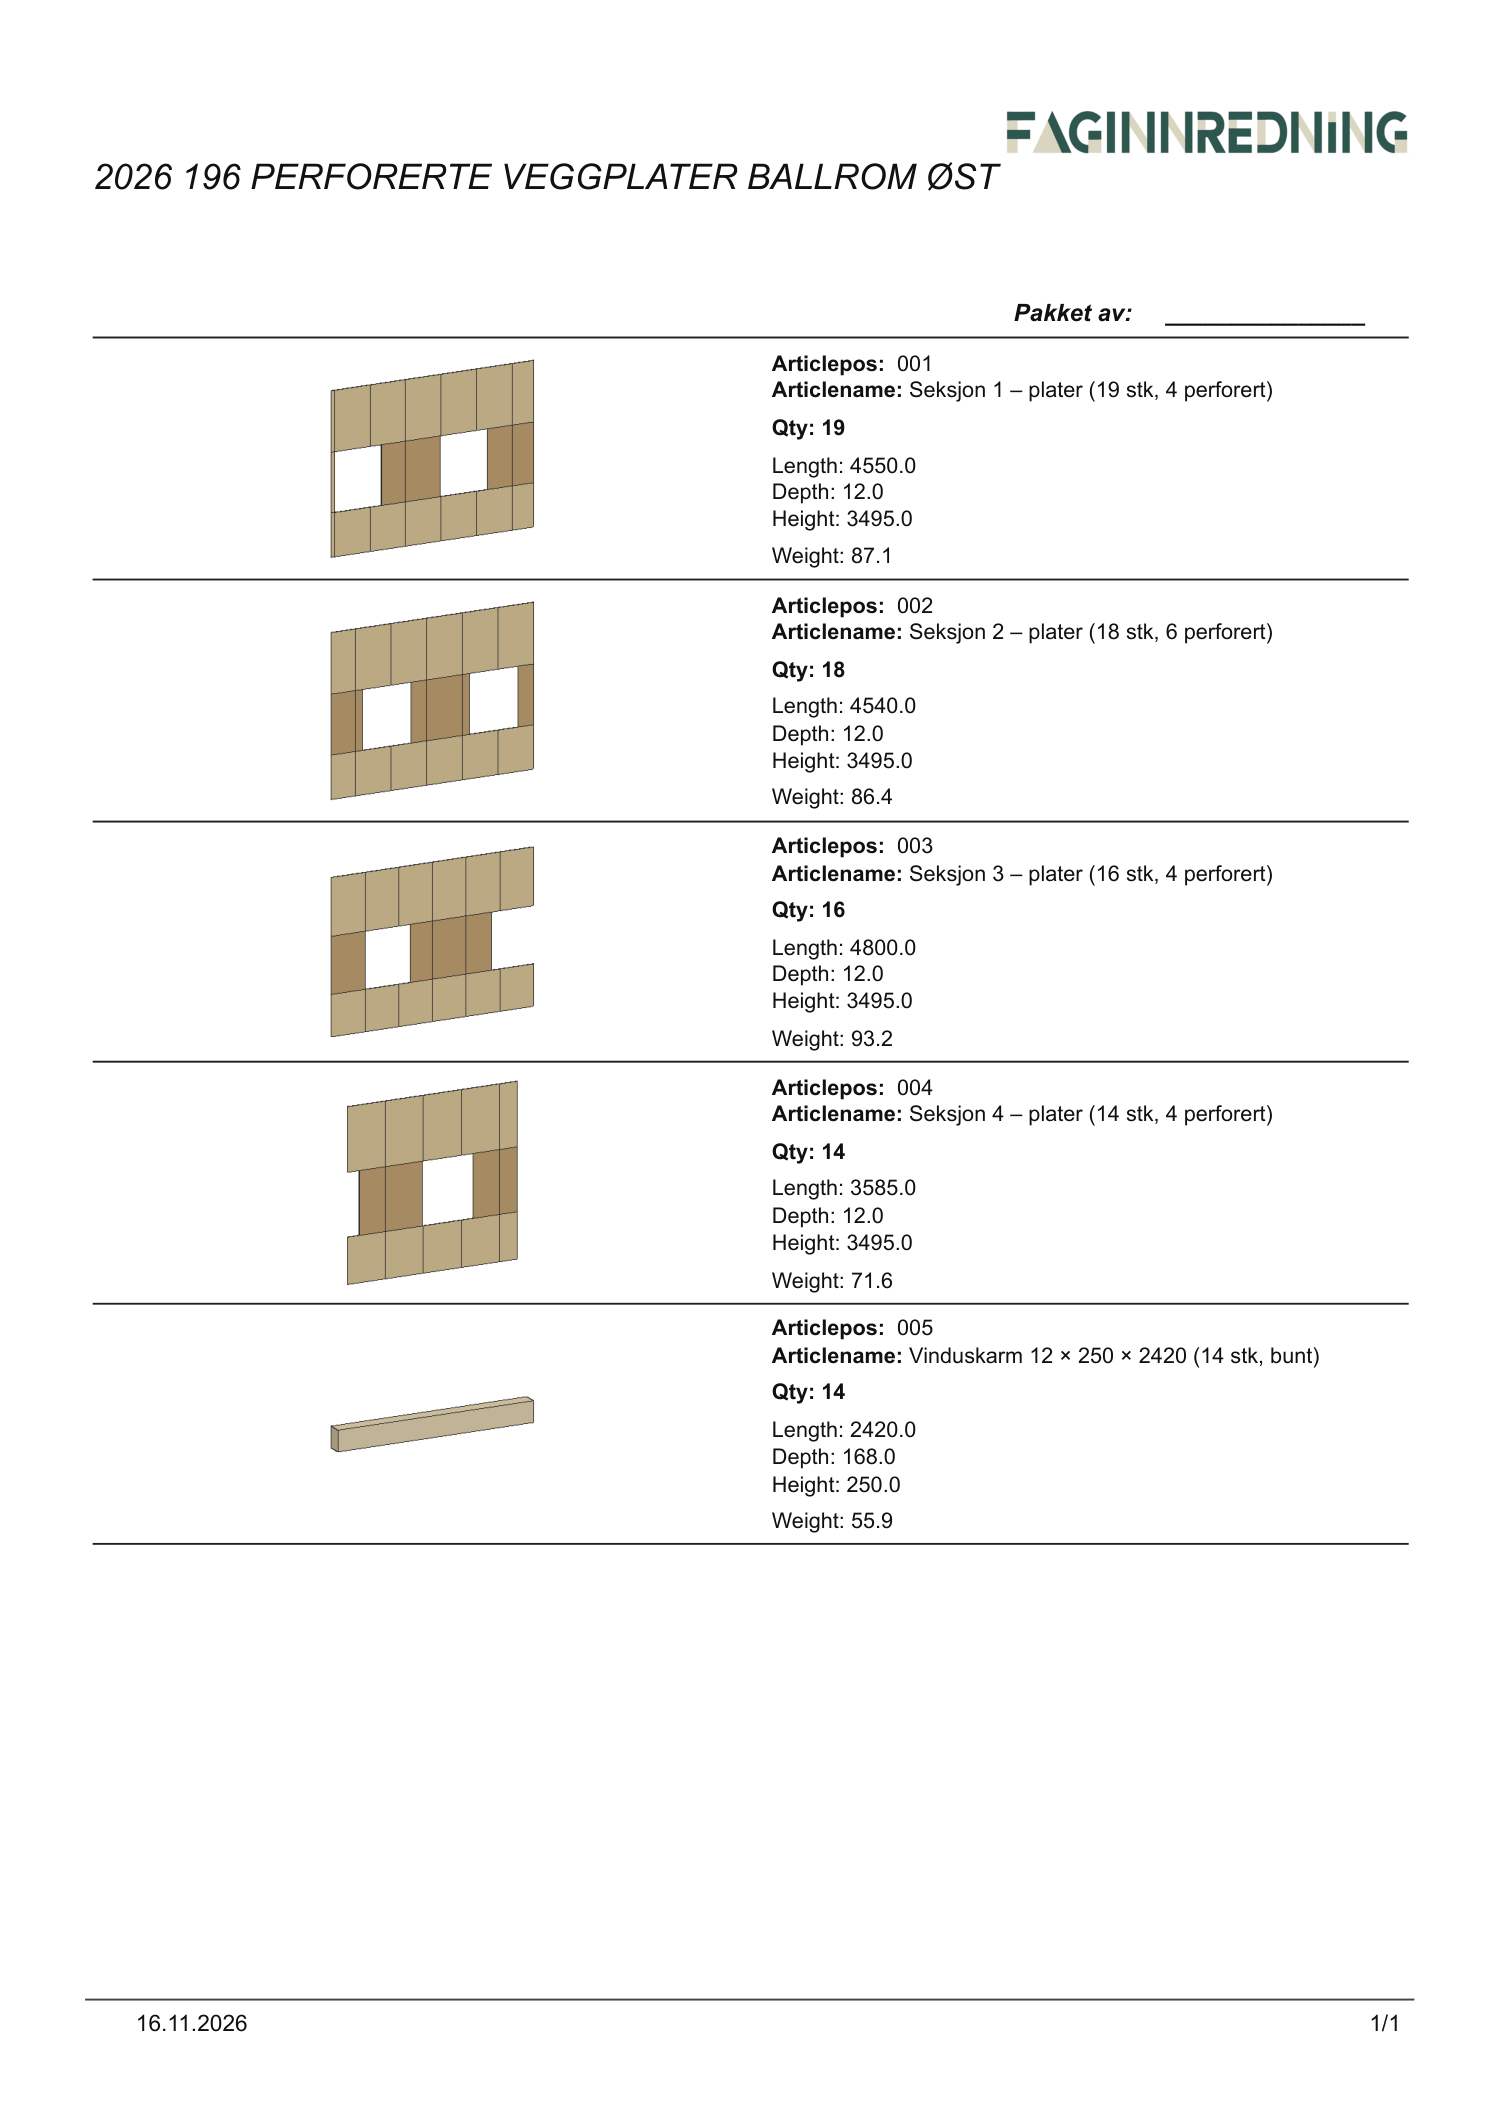 FAGINNREDNING
2026 196 PERFORERTE VEGGPLATER BALLROM ØST
Pakket av:
Articlepos: 001
Articlename: Seksjon 1 – plater (19 stk, 4 perforert)
Qty: 19
Length: 4550.0
Depth: 12.0
Height: 3495.0
Weight: 87.1
Articlepos: 002
Articlename: Seksjon 2 – plater (18 stk, 6 perforert)
Qty: 18
Length: 4540.0
Depth: 12.0
Height: 3495.0
Weight: 86.4
Articlepos: 003
Articlename: Seksjon 3 – plater (16 stk, 4 perforert)
Qty: 16
Length: 4800.0
Depth: 12.0
Height: 3495.0
Weight: 93.2
Articlepos: 004
Articlename: Seksjon 4 – plater (14 stk, 4 perforert)
Qty: 14
Length: 3585.0
Depth: 12.0
Height: 3495.0
Weight: 71.6
Articlepos: 005
Articlename: Vinduskarm 12 × 250 × 2420 (14 stk, bunt)
Qty: 14
Length: 2420.0
Depth: 168.0
Height: 250.0
Weight: 55.9
16.11.2026
1/1